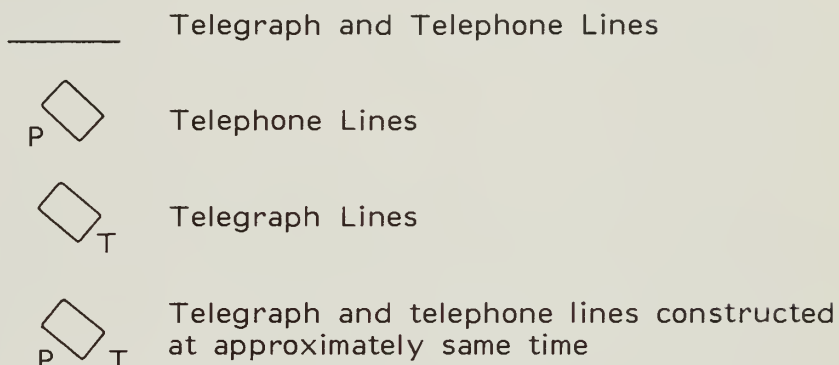 Telegraph and Telephone Lines
P Telephone Lines
T Telegraph Lines
Telegraph and telephone lines constructed
P T at approximately same time